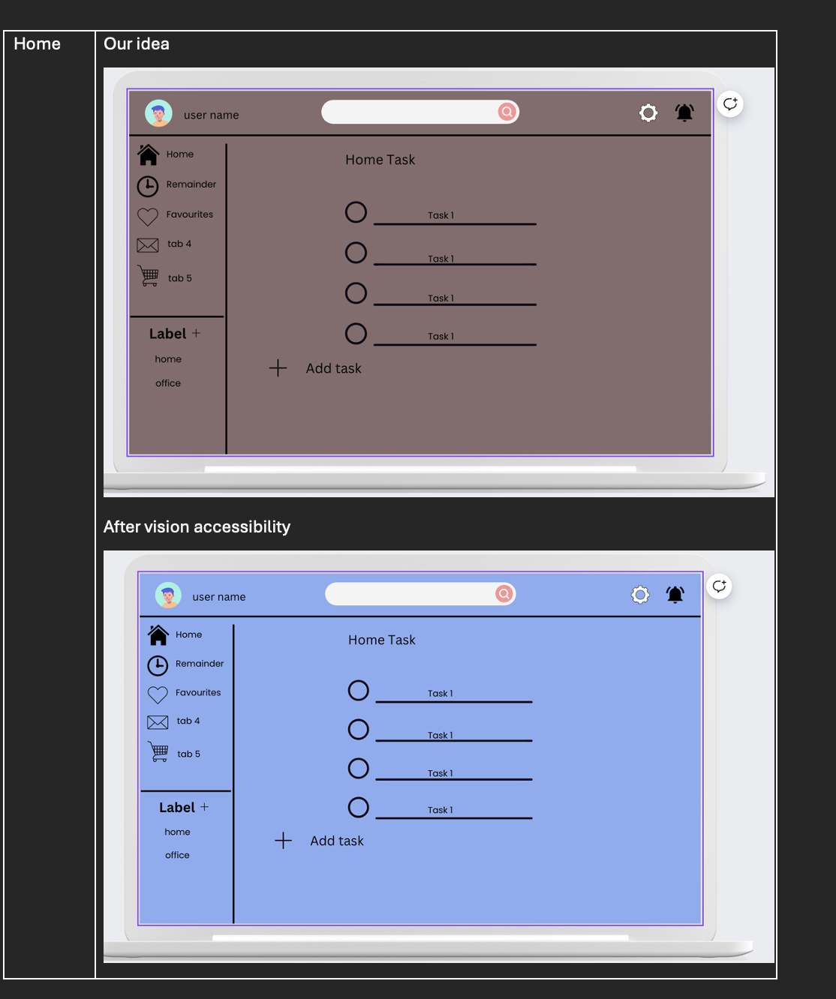 Home
Our idea
user name
Home
Remainder
Favourites
tab 4
tab 5
Label +
home
office
Home Task
Task 1
Task 1
Task 1
Task 1
Add task
After vision accessibility
user name
Home
Remainder
Favourites
tab 4
tab 5
Label +
home
office
Home Task
Task 1
Task 1
Task 1
Task 1
Add task